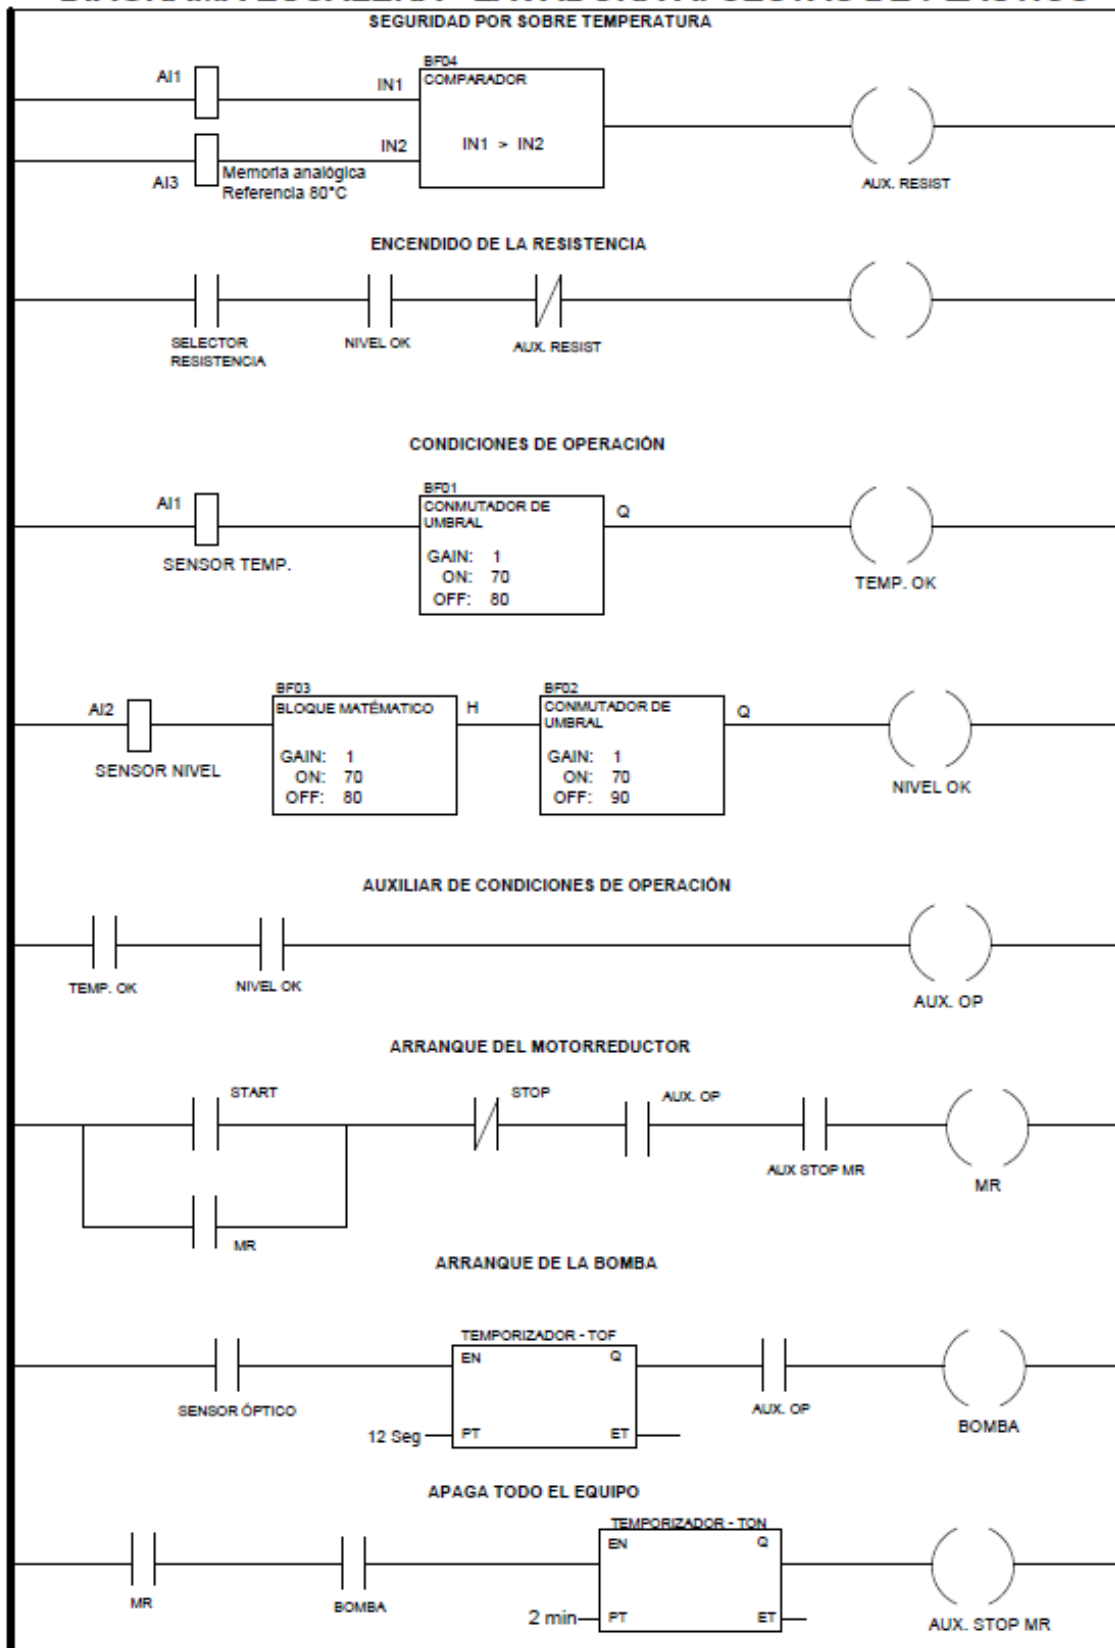 SEGURIDAD POR SOBRE TEMPERATURA
AI1
IN1
BF04
COMPARADOR
IN2
IN1 > IN2
AI3
Memoria analógica
Referencia 80°C
AUX. RESIST
ENCENDIDO DE LA RESISTENCIA
SELECTOR
RESISTENCIA
NIVEL OK
AUX. RESIST
CONDICIONES DE OPERACIÓN
AI1
SENSOR TEMP.
BF01
CONMUTADOR DE
UMBRAL
GAIN: 1
ON: 70
OFF: 80
Q
TEMP. OK
AI2
SENSOR NIVEL
BF03
BLOQUE MATÉMATICO
GAIN: 1
ON: 70
OFF: 80
H
BF02
CONMUTADOR DE
UMBRAL
GAIN: 1
ON: 70
OFF: 90
Q
NIVEL OK
AUXILIAR DE CONDICIONES DE OPERACIÓN
TEMP. OK
NIVEL OK
AUX. OP
ARRANQUE DEL MOTORREDUCTOR
START
STOP
AUX. OP
AUX STOP MR
MR
MR
ARRANQUE DE LA BOMBA
SENSOR ÓPTICO
TEMPORIZADOR - TOF
EN
Q
12 Seg
PT
ET
AUX. OP
BOMBA
APAGA TODO EL EQUIPO
MR
BOMBA
TEMPORIZADOR - TON
EN
Q
2 min
PT
ET
AUX. STOP MR